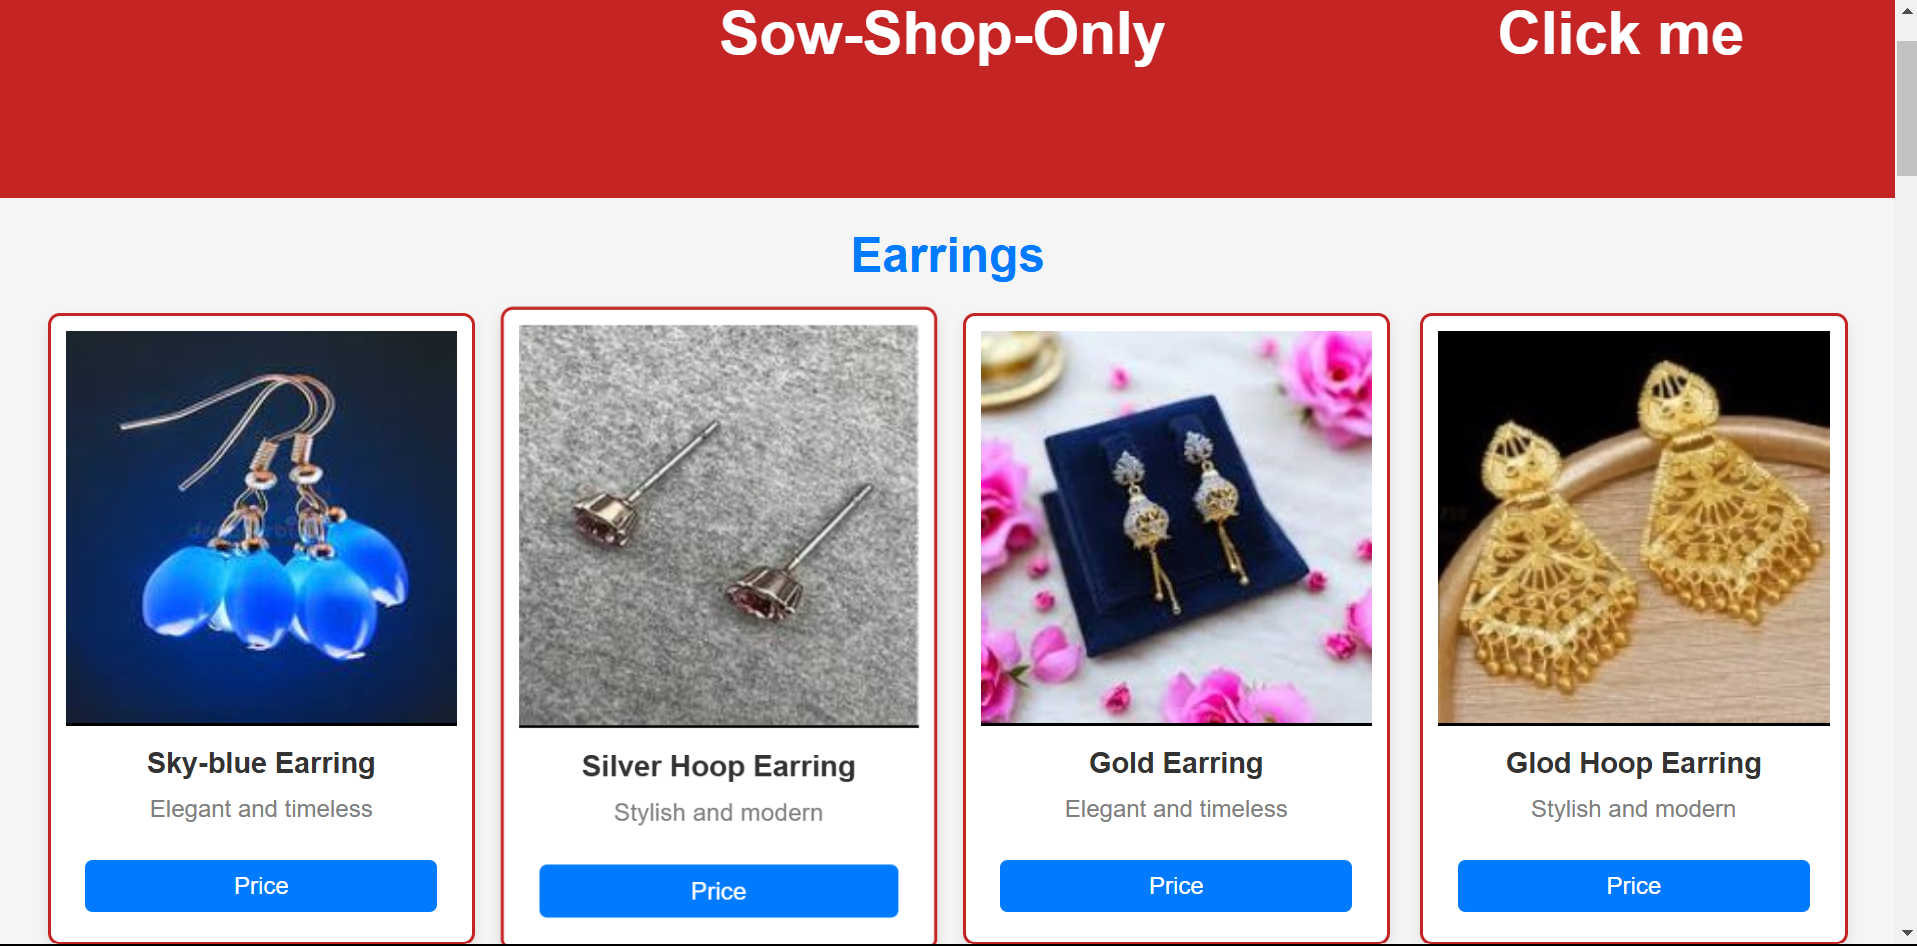 Sow-Shop-Only
Click me
Earrings
Sky-blue Earring
Elegant and timeless
Price
Silver Hoop Earring
Stylish and modern
Price
Gold Earring
Elegant and timeless
Price
Glod Hoop Earring
Stylish and modern
Price